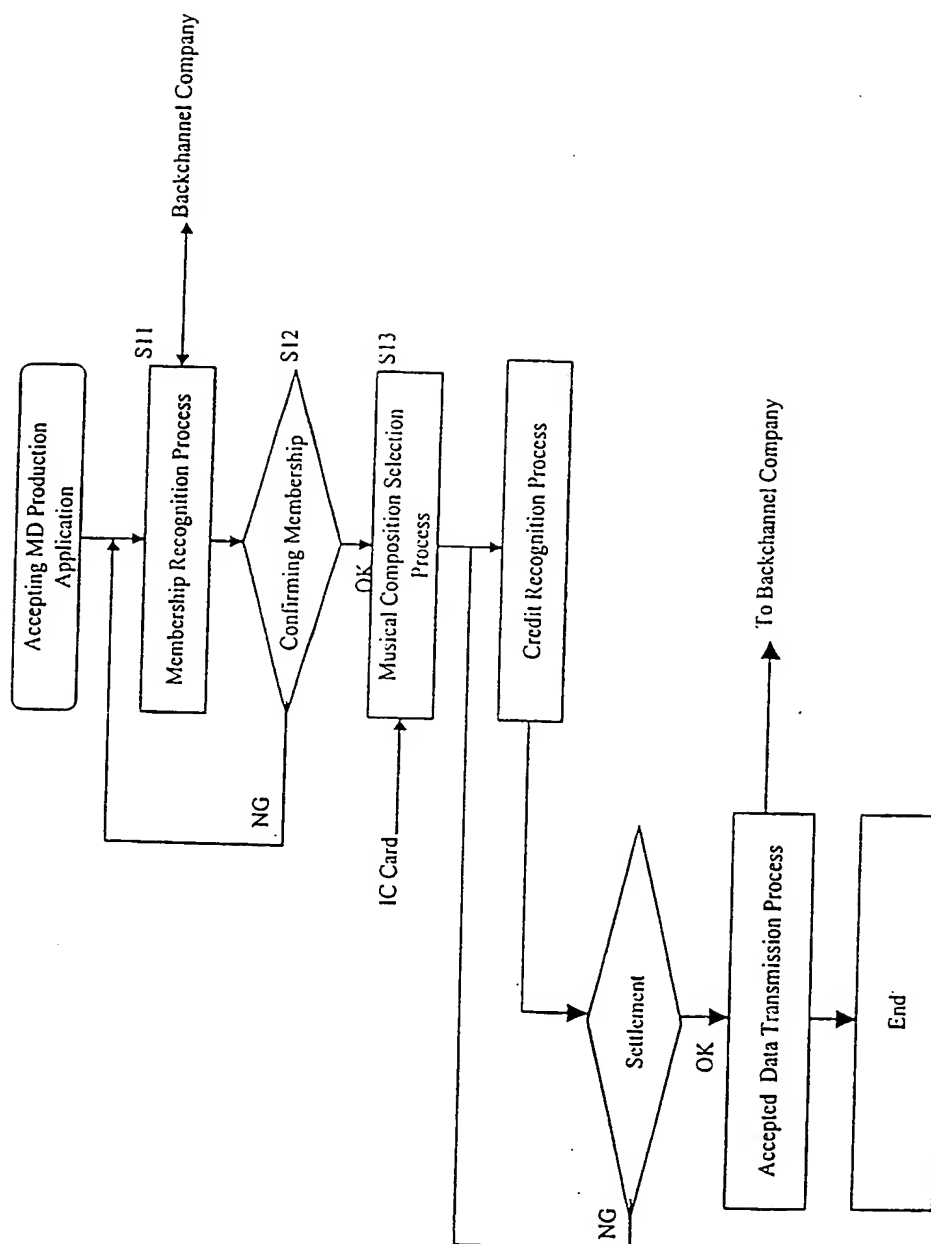 Accepting MD Production
Application
S11
Membership Recognition Process
Backchannel Company
S12
Confirming Membership
NG
OK
S13
Musical Composition Selection
Process
IC Card
Credit Recognition Process
Settlement
NG
OK
Accepted Data Transmission Process
To Backchannel Company
End